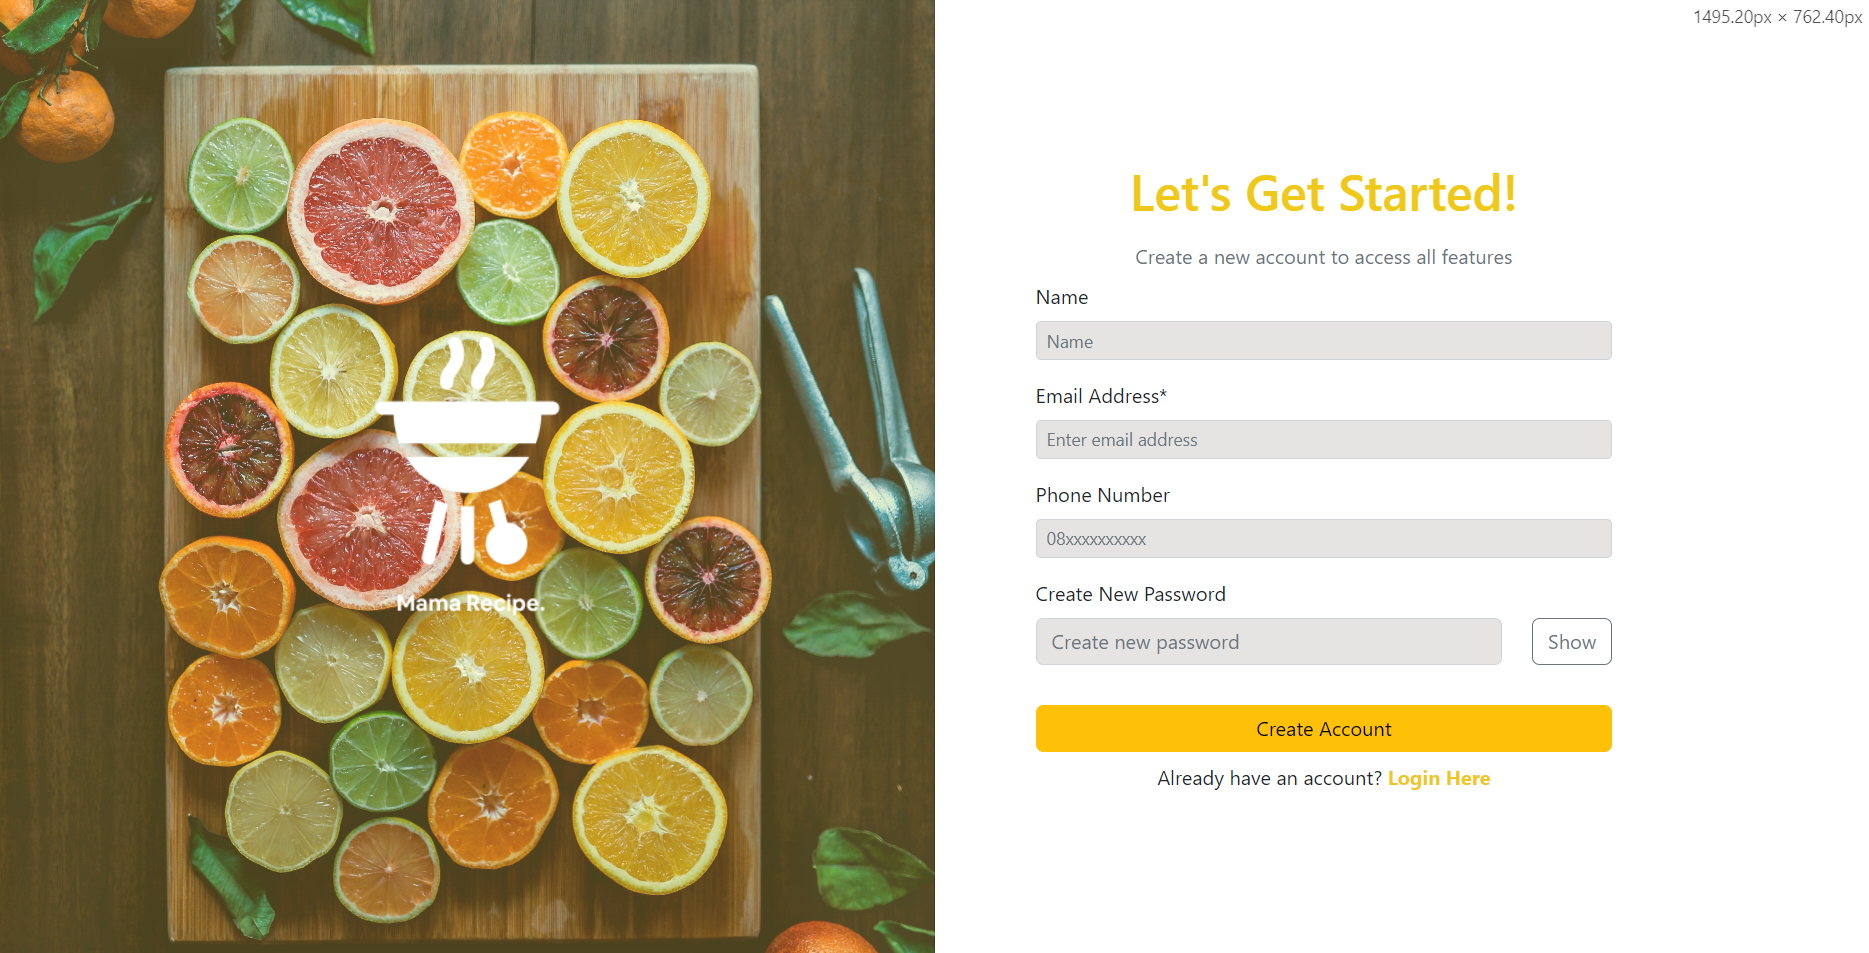 1495.20px × 762.40px
Let's Get Started!
Create a new account to access all features
Name
Name
Email Address*
Enter email address
Phone Number
08xxxxxxxxxx
Create New Password
Create new password
Show
Create Account
Already have an account? Login Here
Mama Recipe.